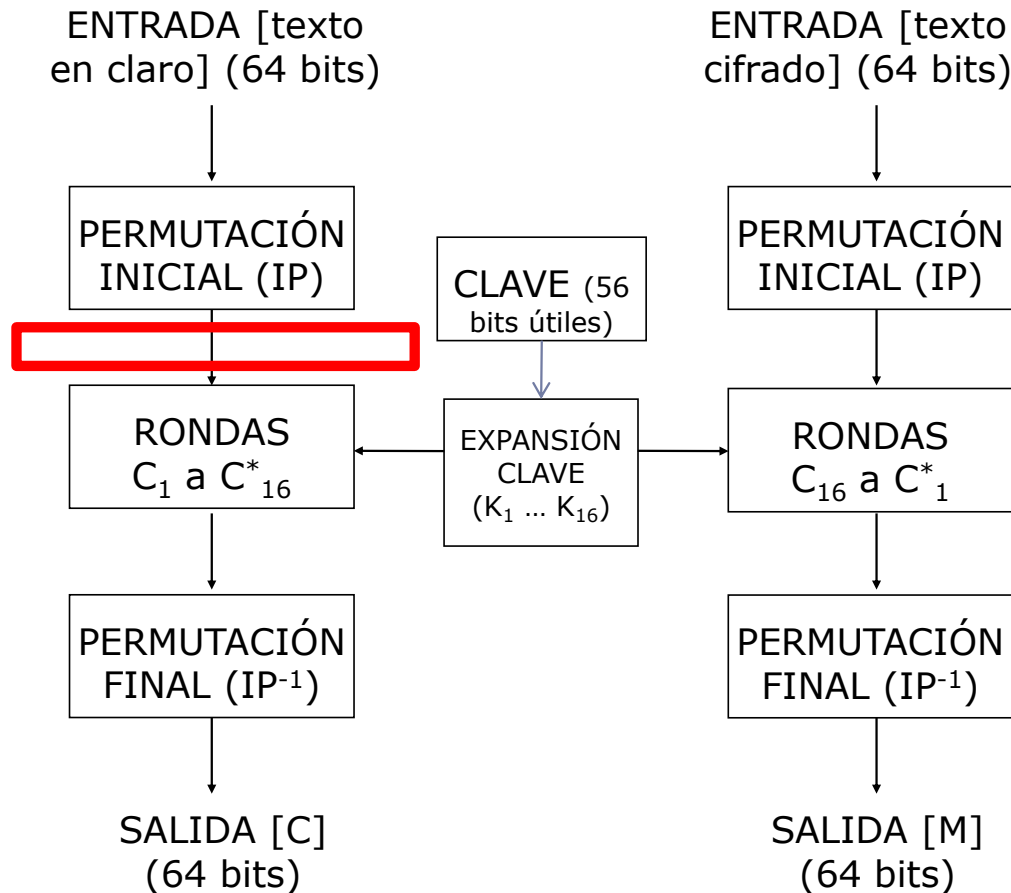 ENTRADA [texto
en claro] (64 bits)
PERMUTACIÓN
INICIAL (IP)
RONDAS
C₁ a C*₁₆
PERMUTACIÓN
FINAL (IP⁻¹)
SALIDA [C]
(64 bits)
CLAVE (56
bits útiles)
EXPANSIÓN
CLAVE
(K₁ … K₁₆)
ENTRADA [texto
cifrado] (64 bits)
PERMUTACIÓN
INICIAL (IP)
RONDAS
C₁₆ a C*₁
PERMUTACIÓN
FINAL (IP⁻¹)
SALIDA [M]
(64 bits)